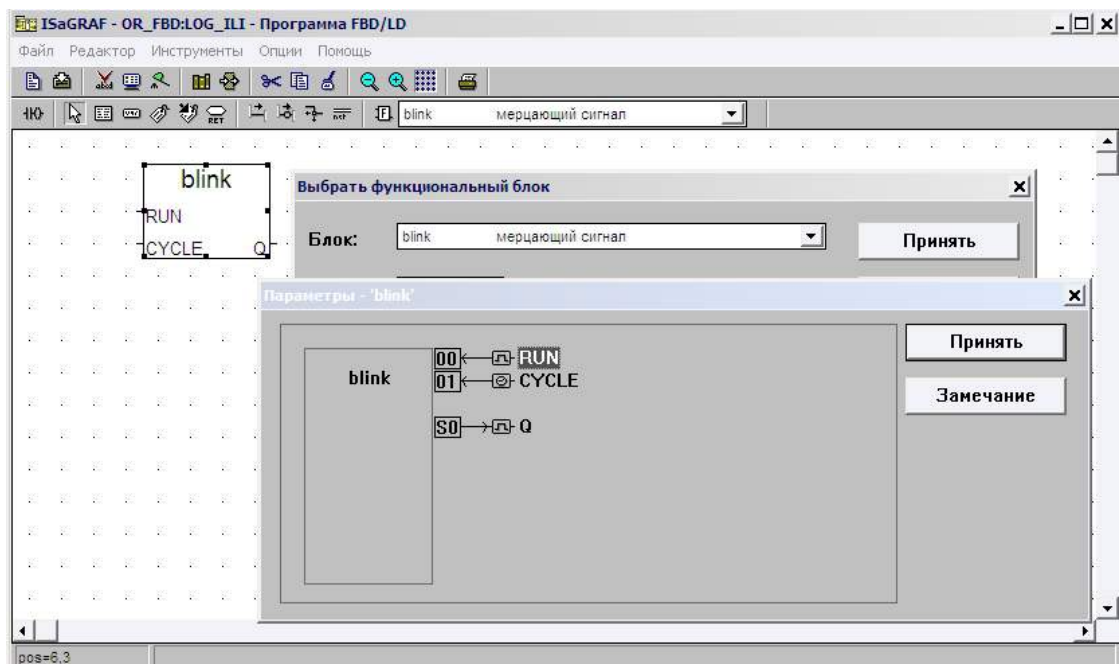 ISaGRAF - OR_FBD:LOG_ILI - Программа FBD/LD
Файл Редактор Инструменты Опции Помощь
blink мерцающий сигнал
blink
RUN
CYCLE Q
Выбрать функциональный блок
Блок: blink мерцающий сигнал Принять
Параметры - 'blink'
blink
00 RUN
01 CYCLE
S0 Q
Принять
Замечание
pos=6,3